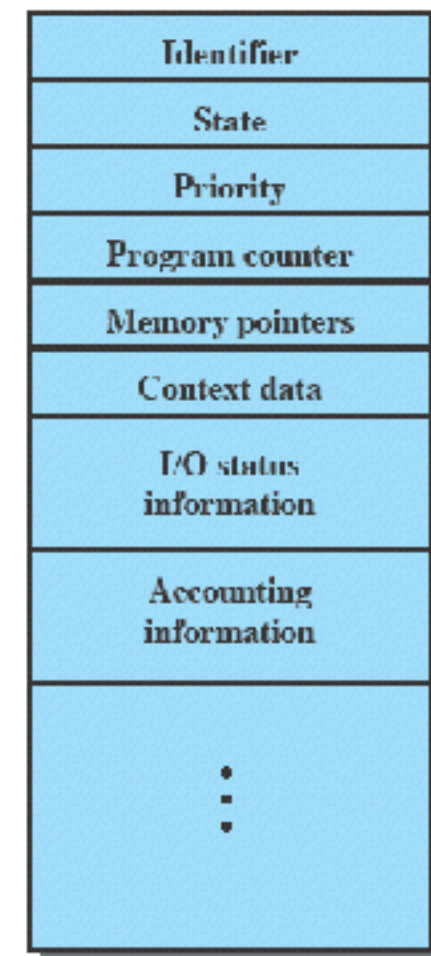 Identifier
State
Priority
Program counter
Memory pointers
Context data
I/O status
information
Accounting
information